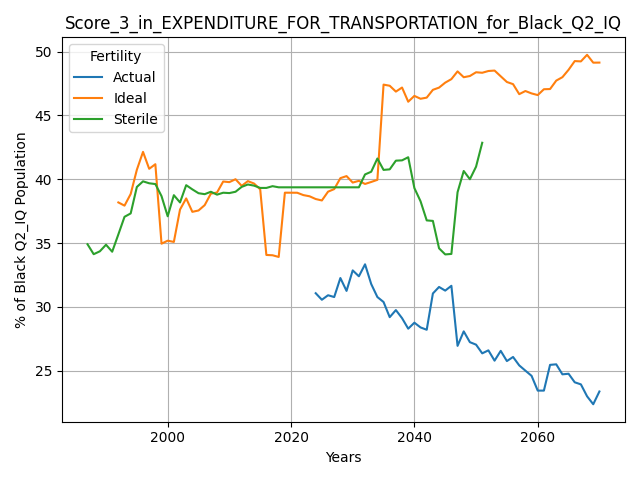 Score_3_in_EXPENDITURE_FOR_TRANSPORTATION_for_Black_Q2_IQ
Fertility
Actual
Ideal
Sterile
% of Black Q2_IQ Population
50
45
40
35
30
25
2000
2020
2040
2060
Years